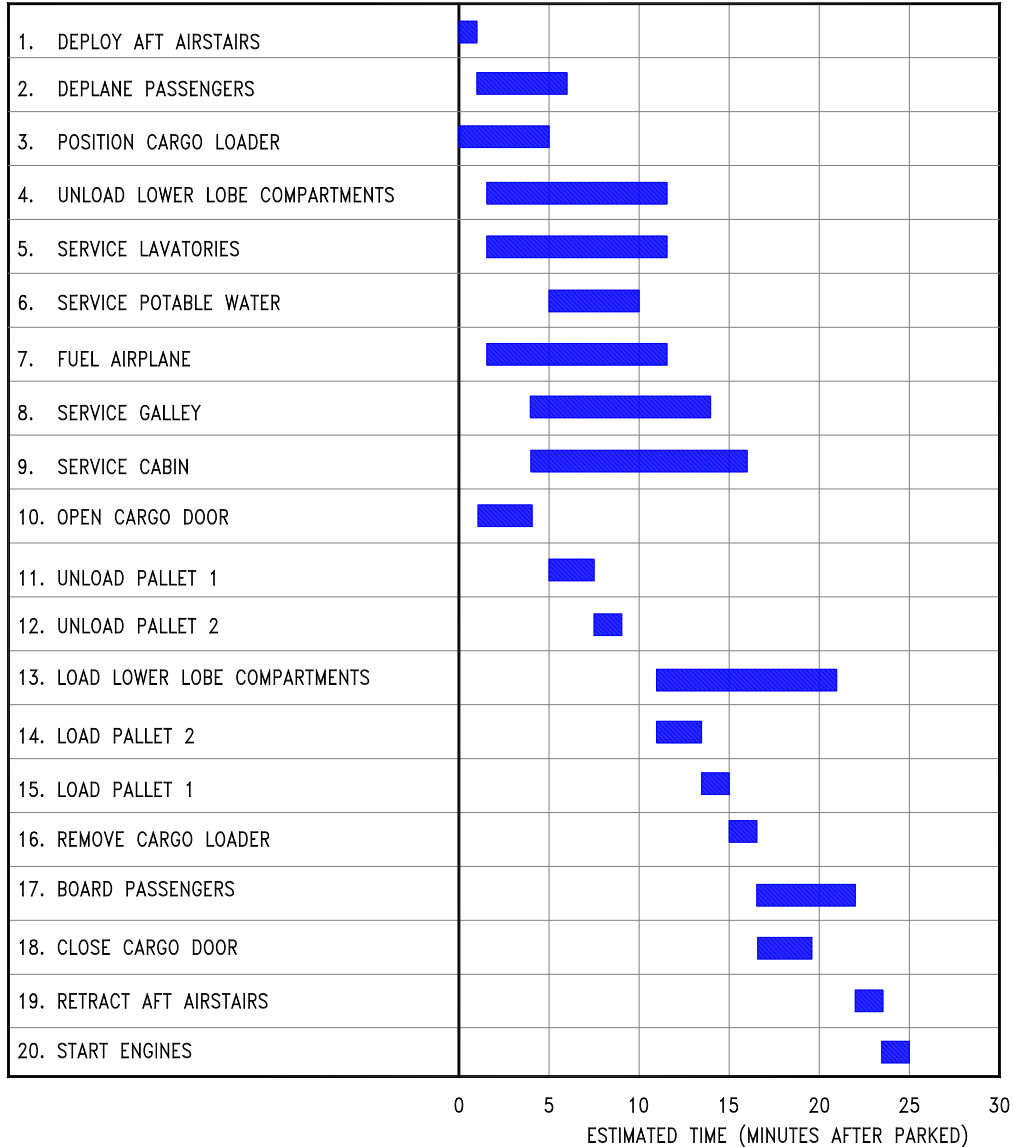 1. DEPLOY AFT AIRSTAIRS
2. DEPLANE PASSENGERS
3. POSITION CARGO LOADER
4. UNLOAD LOWER LOBE COMPARTMENTS
5. SERVICE LAVATORIES
6. SERVICE POTABLE WATER
7. FUEL AIRPLANE
8. SERVICE GALLEY
9. SERVICE CABIN
10. OPEN CARGO DOOR
11. UNLOAD PALLET 1
12. UNLOAD PALLET 2
13. LOAD LOWER LOBE COMPARTMENTS
14. LOAD PALLET 2
15. LOAD PALLET 1
16. REMOVE CARGO LOADER
17. BOARD PASSENGERS
18. CLOSE CARGO DOOR
19. RETRACT AFT AIRSTAIRS
20. START ENGINES
0 5 10 15 20 25 30
ESTIMATED TIME (MINUTES AFTER PARKED)